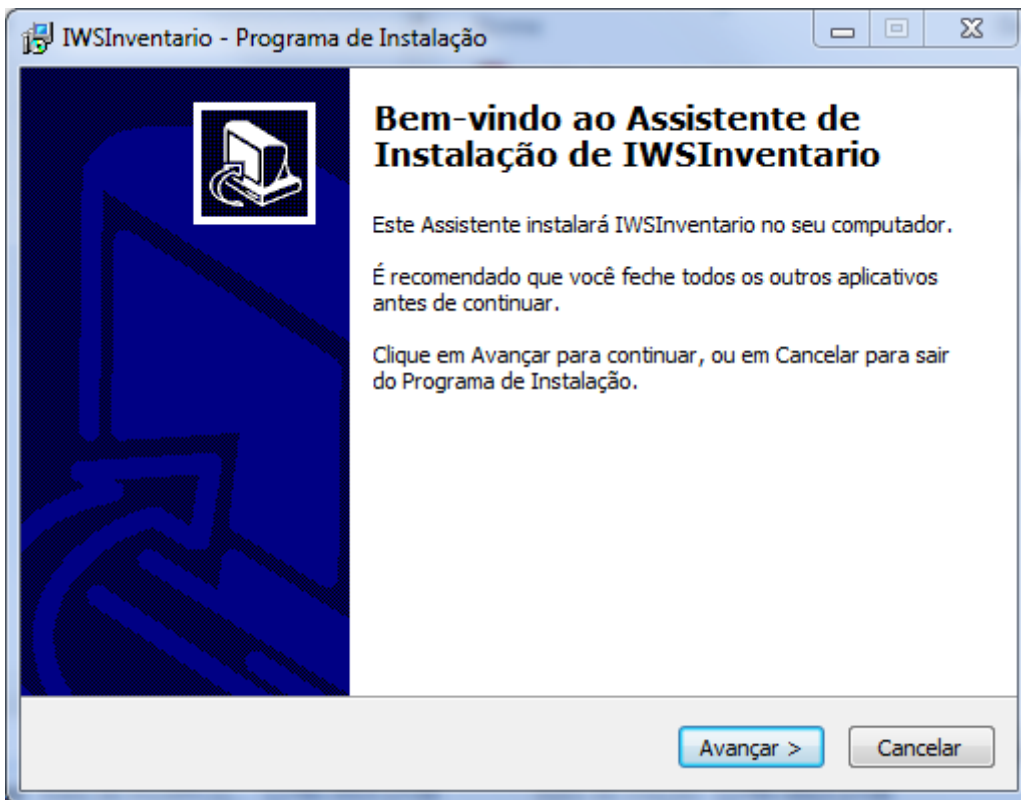 IWSInventario - Programa de Instalação
Bem-vindo ao Assistente de
Instalação de IWSInventario
Este Assistente instalará IWSInventario no seu computador.
É recomendado que você feche todos os outros aplicativos
antes de continuar.
Clique em Avançar para continuar, ou em Cancelar para sair
do Programa de Instalação.
Avançar >
Cancelar